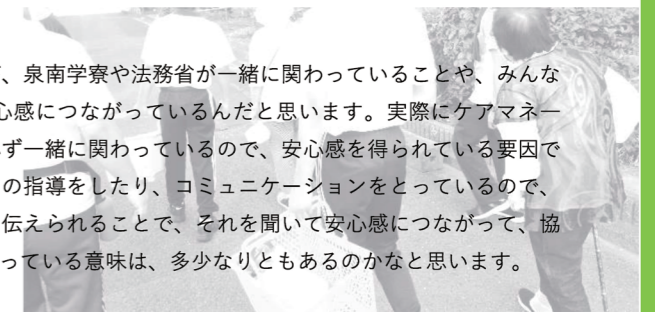 、泉南学寮や法務省が一緒に関わっていることや、みんな
心感につながっているんだと思います。実際にケアマネー
ず一緒に関わっているので、安心感を得られている要因で
の指導をしたり、コミュニケーションをとっているので、
伝えられることで、それを聞いて安心感につながって、協
っている意味は、多少なりともあるのかなと思います。